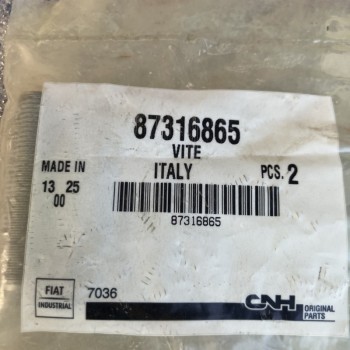 87316865
VITE
MADE IN ITALY PCS. 2
13 25
00
87316865
FIAT
INDUSTRIAL
7036
CNH ORIGINAL
PARTS